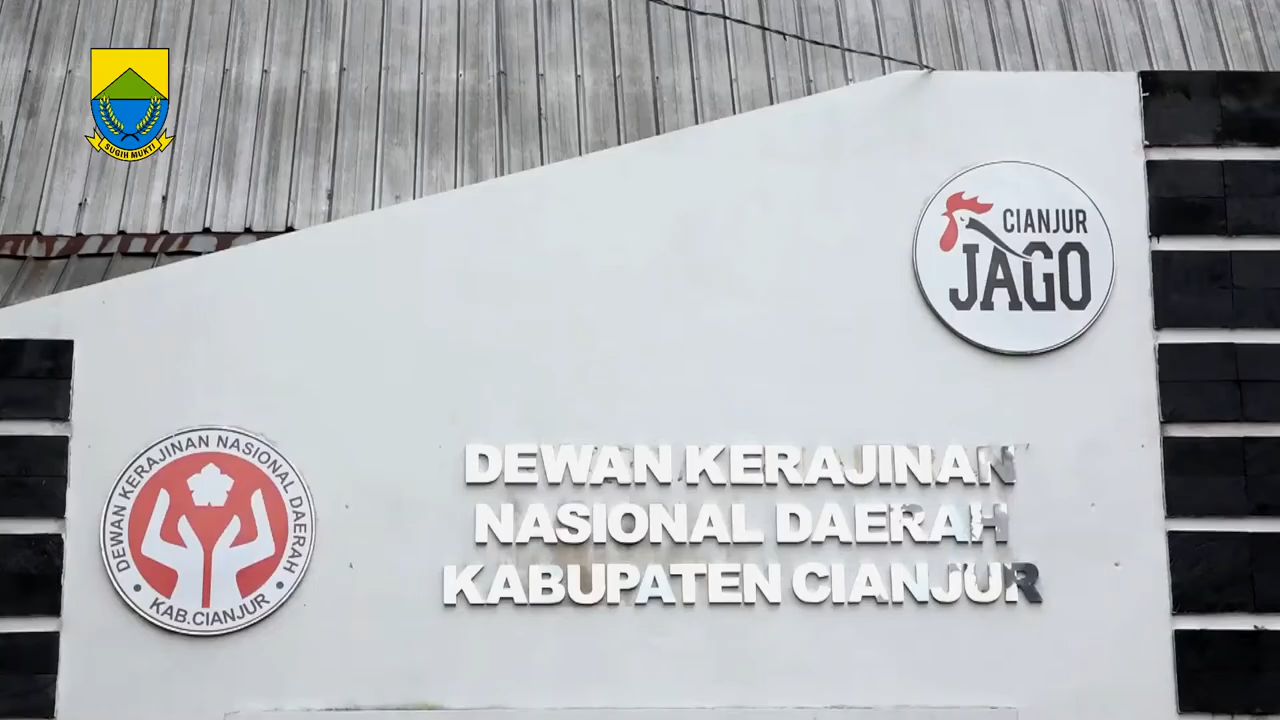 SUGIH MUKTI
CIANJUR
JAGO
DEWAN KERAJINAN NASIONAL DAERAH
KAB.CIANJUR
DEWAN KERAJINAN
NASIONAL DAERAH
KABUPATEN CIANJUR